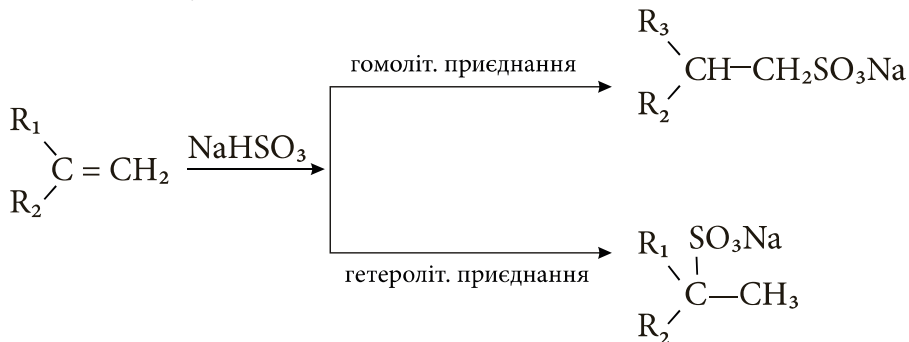 R₃
гомоліт. приєднання
CH—CH₂SO₃Na
R₂
R₁
NaHSO₃
C = CH₂
R₂
R₁ SO₃Na
гетероліт. приєднання
C—CH₃
R₂